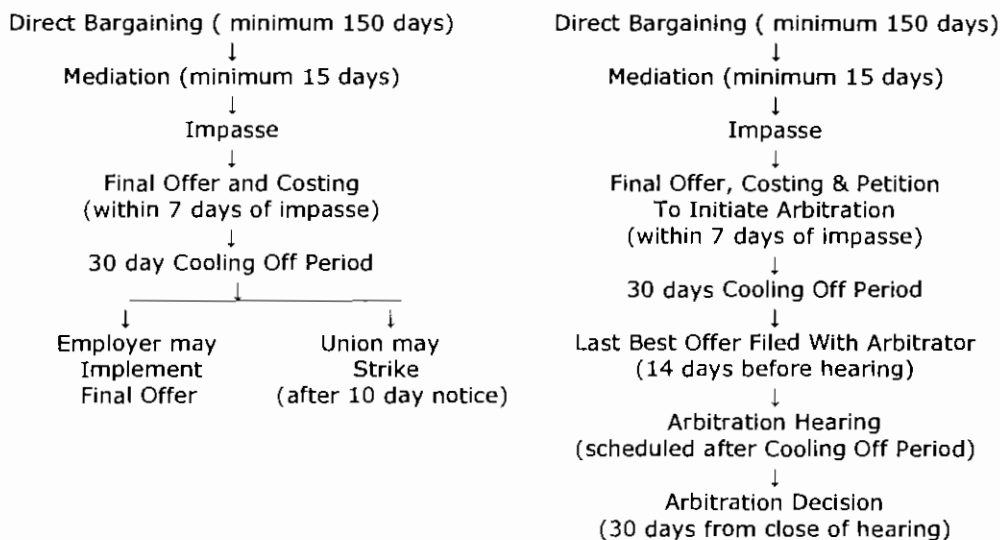 Direct Bargaining ( minimum 150 days)
↓
Mediation (minimum 15 days)
↓
Impasse
↓
Final Offer and Costing
(within 7 days of impasse)
↓
30 day Cooling Off Period
↓
↓
Employer may
Implement
Final Offer
↓
Union may
Strike
(after 10 day notice)
Direct Bargaining ( minimum 150 days)
↓
Mediation (minimum 15 days)
↓
Impasse
↓
Final Offer, Costing & Petition
To Initiate Arbitration
(within 7 days of impasse)
↓
30 days Cooling Off Period
↓
Last Best Offer Filed With Arbitrator
(14 days before hearing)
↓
Arbitration Hearing
(scheduled after Cooling Off Period)
↓
Arbitration Decision
(30 days from close of hearing)